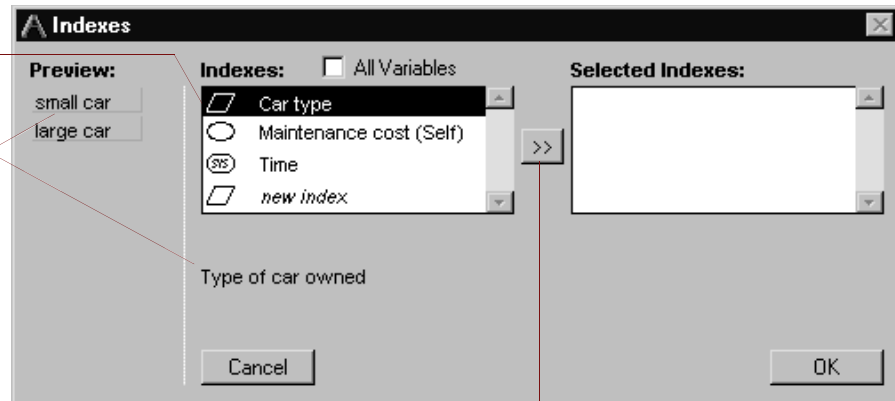 Indexes
Preview:
small car
large car
Indexes:
All Variables
Car type
Maintenance cost (Self)
SYS Time
new index
>>
Selected Indexes:
Type of car owned
Cancel
OK